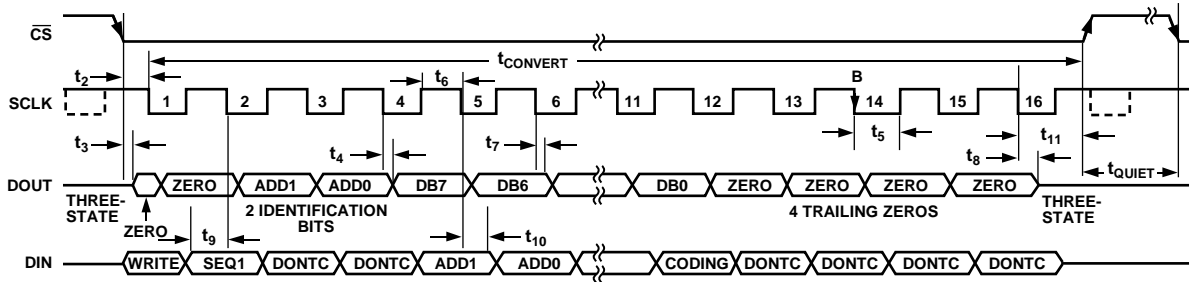 CS
t2
tCONVERT
t6
B
SCLK
1 2 3 4 5 6 11 12 13 14 15 16
t3
t4
t7
t5
t11
t8
DOUT
ZERO ADD1 ADD0 DB7 DB6 DB0 ZERO ZERO ZERO ZERO
tQUIET
THREE-
STATE
ZERO
2 IDENTIFICATION
BITS
4 TRAILING ZEROS
THREE-
STATE
t9
t10
DIN
WRITE SEQ1 DONTC DONTC ADD1 ADD0 CODING DONTC DONTC DONTC DONTC